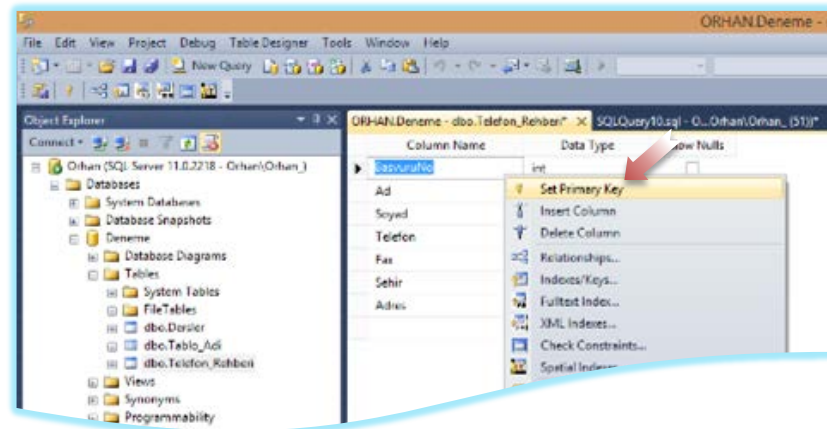 ORHAN.Deneme -
File Edit View Project Debug Table Designer Tools Window Help
New Query
Object Explorer
Connect
Orhan (SQL Server 11.0.2218 - Orhan\Orhan_)
Databases
System Databases
Database Snapshots
Deneme
Database Diagrams
Tables
System Tables
FileTables
dbo.Dersler
dbo.Tablo_Adi
dbo.Telefon_Rehberi
Views
Synonyms
Programmability
ORHAN.Deneme - dbo.Telefon_Rehberi* SQLQuery10.sql - O...Orhan\Orhan_ (51))*
Column Name Data Type Nulls
BasvuruNo int
Ad
Soyad
Telefon
Fax
Sehir
Adres
Set Primary Key
Insert Column
Delete Column
Relationships...
Indexes/Keys...
Fulltext Index...
XML Indexes...
Check Constraints...
Spatial Indexes